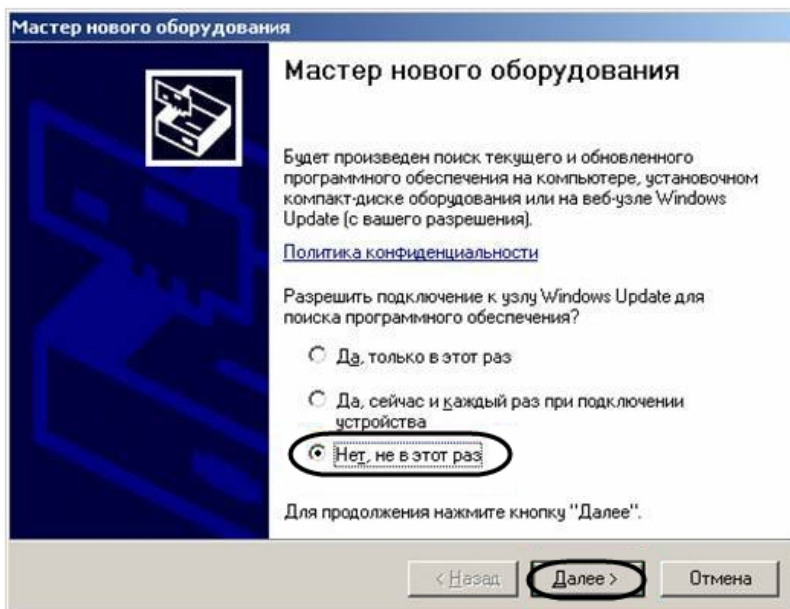 Мастер нового оборудования
Мастер нового оборудования
Будет произведен поиск текущего и обновленного
программного обеспечения на компьютере, установочном
компакт-диске оборудования или на веб-узле Windows
Update (с вашего разрешения).
Политика конфиденциальности
Разрешить подключение к узлу Windows Update для
поиска программного обеспечения?
Да, только в этот раз
Да, сейчас и каждый раз при подключении
устройства
Нет, не в этот раз
Для продолжения нажмите кнопку "Далее".
< Назад Далее > Отмена